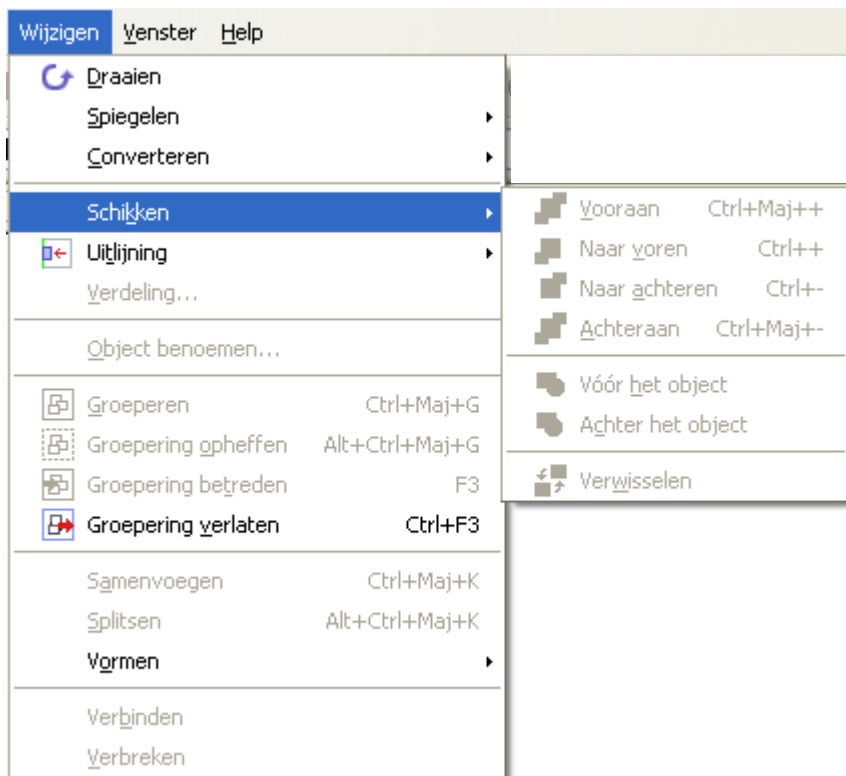 Wijzigen Venster Help
Draaien
Spiegelen
Converteren
Schikken
Uitlijning
Verdeling...
Object benoemen...
Groeperen Ctrl+Maj+G
Groepering opheffen Alt+Ctrl+Maj+G
Groepering betreden F3
Groepering verlaten Ctrl+F3
Samenvoegen Ctrl+Maj+K
Splitsen Alt+Ctrl+Maj+K
Vormen
Verbinden
Verbreken
Vooraan Ctrl+Maj++
Naar voren Ctrl++
Naar achteren Ctrl+-
Achteraan Ctrl+Maj+-
Vóór het object
Achter het object
Verwisselen